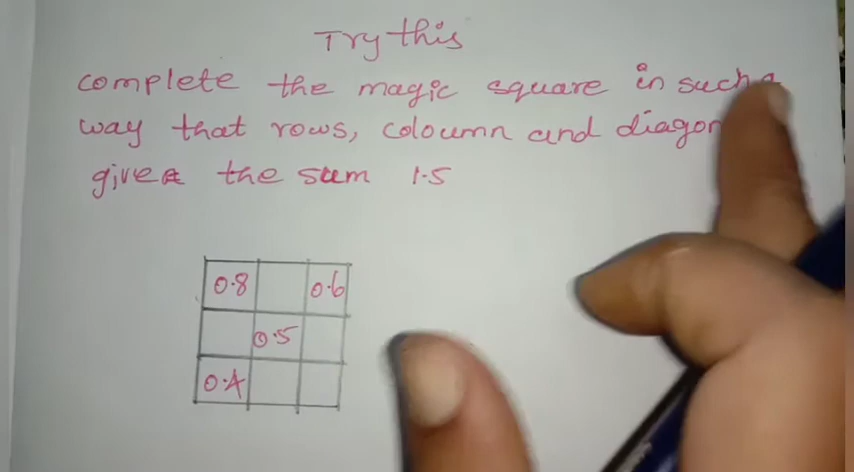 Try this
complete the magic square in such a
way that rows, coloumn and diagon
give the sum 1.5
0.8 0.6
0.5
0.4